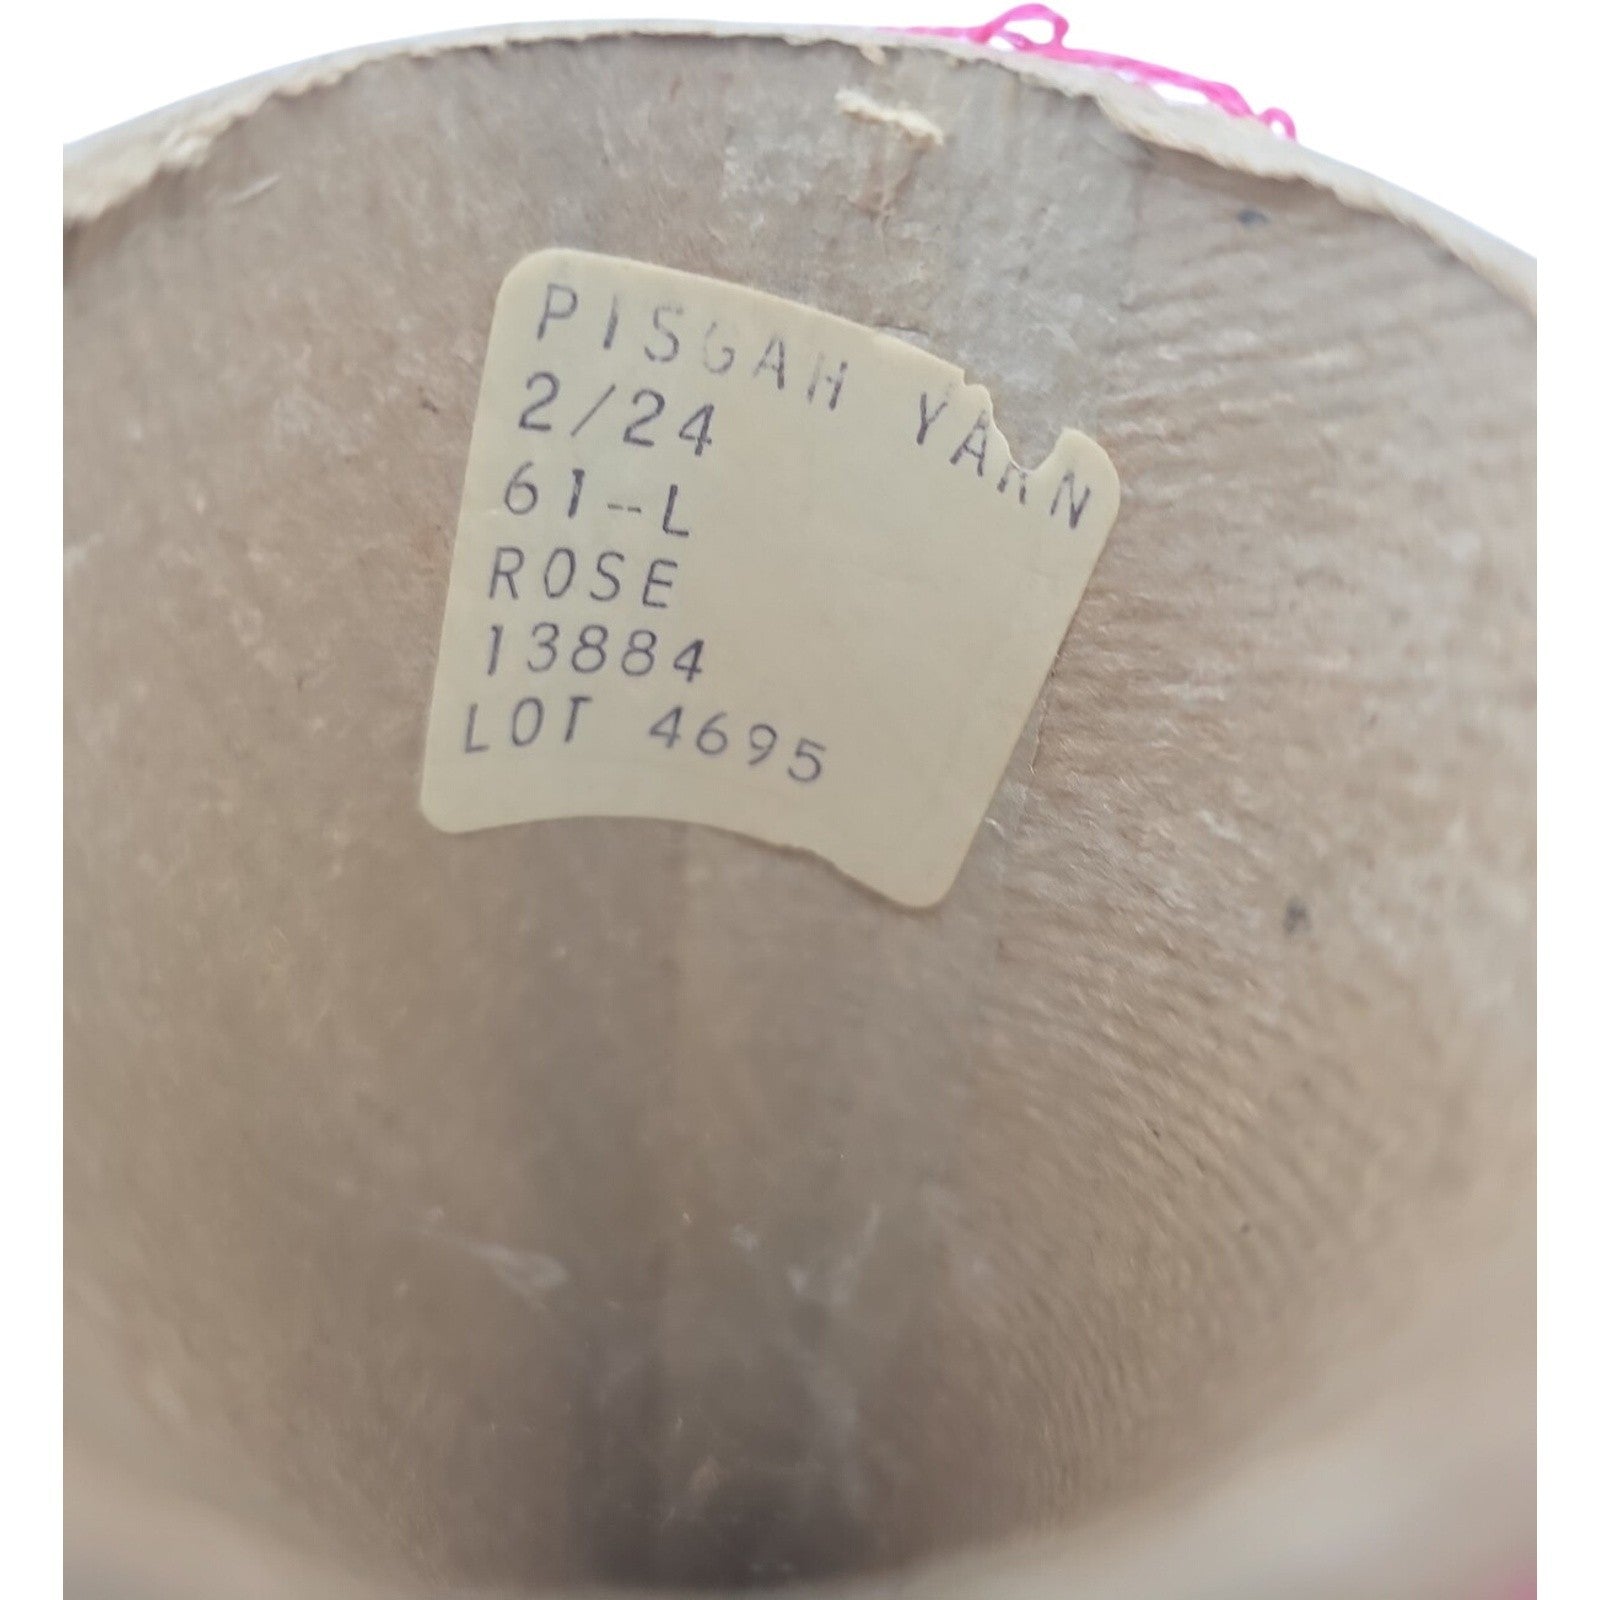 PISGAH YARN
2/24
61--L
ROSE
13884
LOT 4695